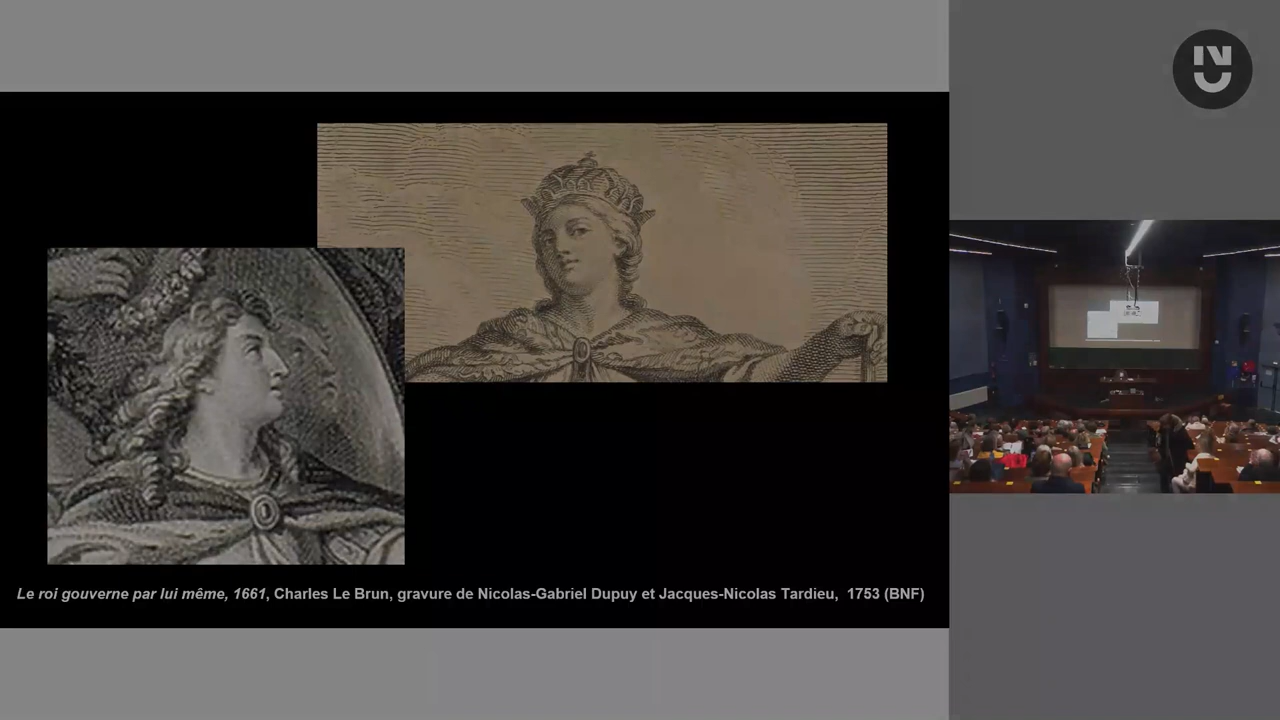 Le roi gouverne par lui même, 1661, Charles Le Brun, gravure de Nicolas-Gabriel Dupuy et Jacques-Nicolas Tardieu, 1753 (BNF)